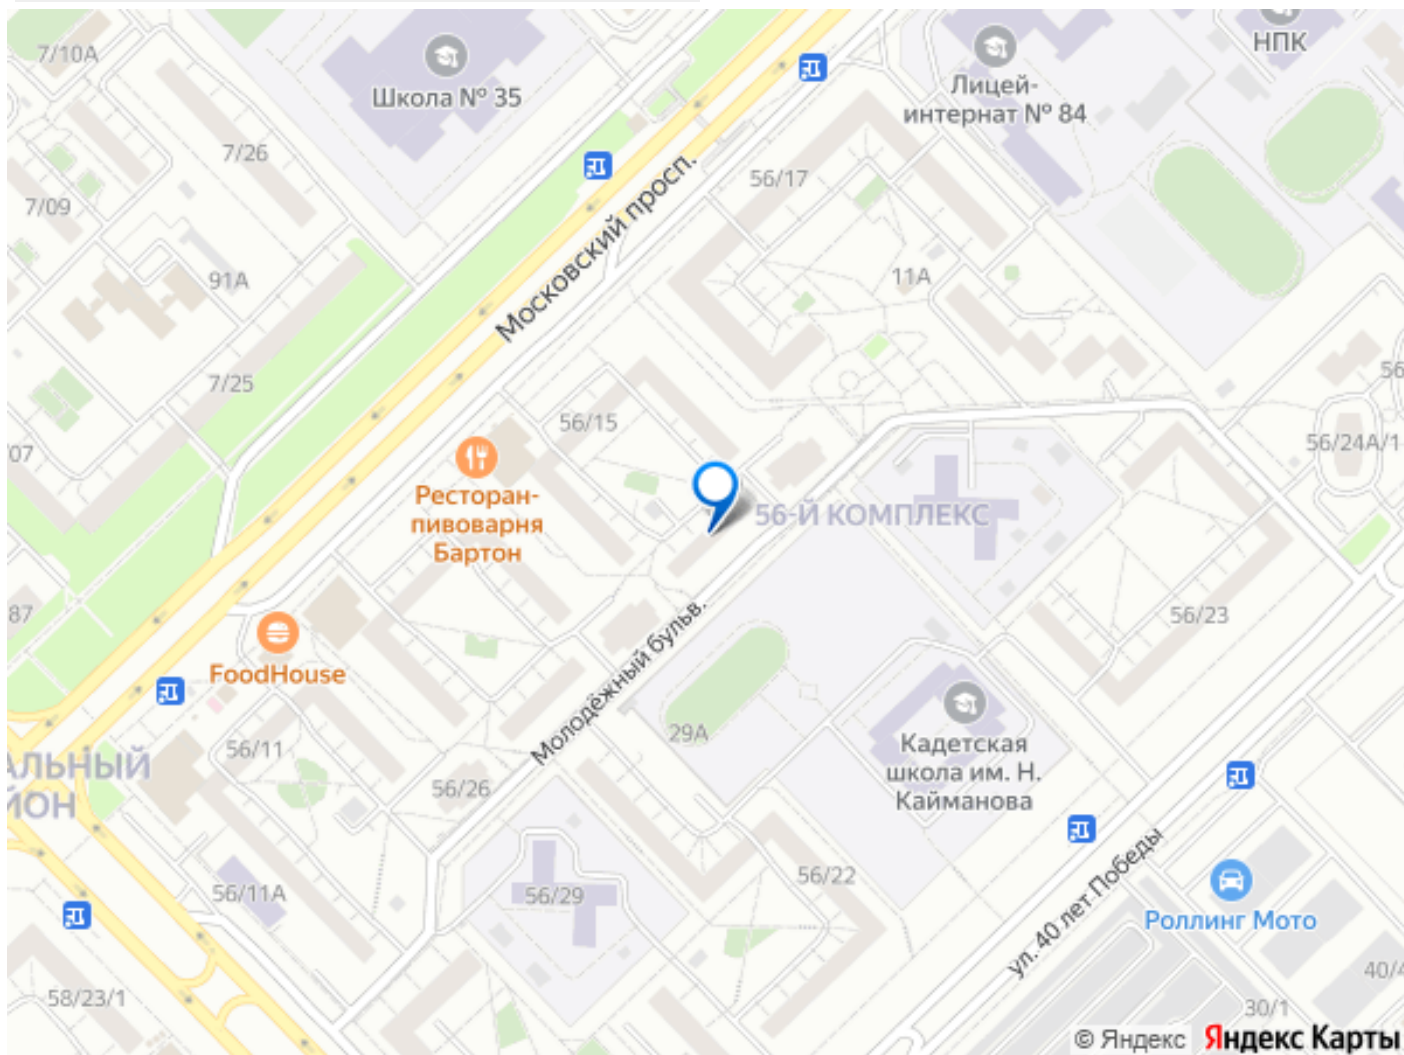 7/10А
Школа № 35
НПК
Лицей-
интернат № 84
7/26
56/17
7/09
Московский просп.
91А
11А
7/25
56
56/15
07
56/24А/1
Ресторан-
пивоварня
Бартон
56-Й КОМПЛЕКС
87
56/23
FoodHouse
Молодёжный бульв.
29А
56/11
АЛЬНЫЙ
ЙОН
56/26
Кадетская
школа им. Н.
Кайманова
56/22
56/11А
56/29
ул. 40 лет Победы
Роллинг Мото
40/4
58/23/1
30/1
© Яндекс Яндекс Карты